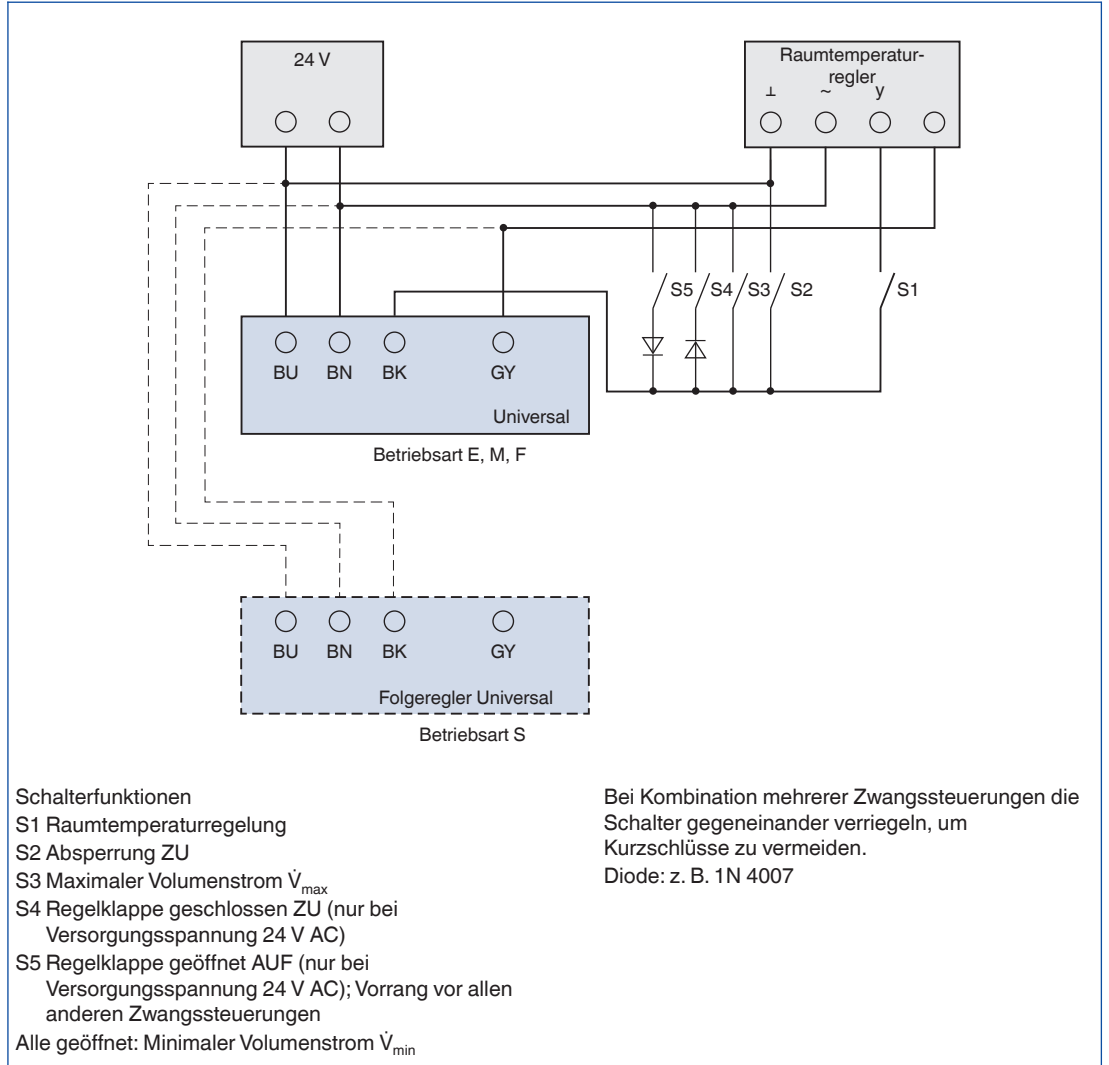 24 V
Raumtemperatur-
regler
⊥ ~ y
S5 S4 S3 S2 S1
BU BN BK GY
Universal
Betriebsart E, M, F
BU BN BK GY
Folgeregler Universal
Betriebsart S
Schalterfunktionen
S1 Raumtemperaturregelung
S2 Absperrung ZU
S3 Maximaler Volumenstrom V̇max
S4 Regelklappe geschlossen ZU (nur bei
Versorgungsspannung 24 V AC)
S5 Regelklappe geöffnet AUF (nur bei
Versorgungsspannung 24 V AC); Vorrang vor allen
anderen Zwangssteuerungen
Alle geöffnet: Minimaler Volumenstrom V̇min
Bei Kombination mehrerer Zwangssteuerungen die
Schalter gegeneinander verriegeln, um
Kurzschlüsse zu vermeiden.
Diode: z. B. 1N 4007